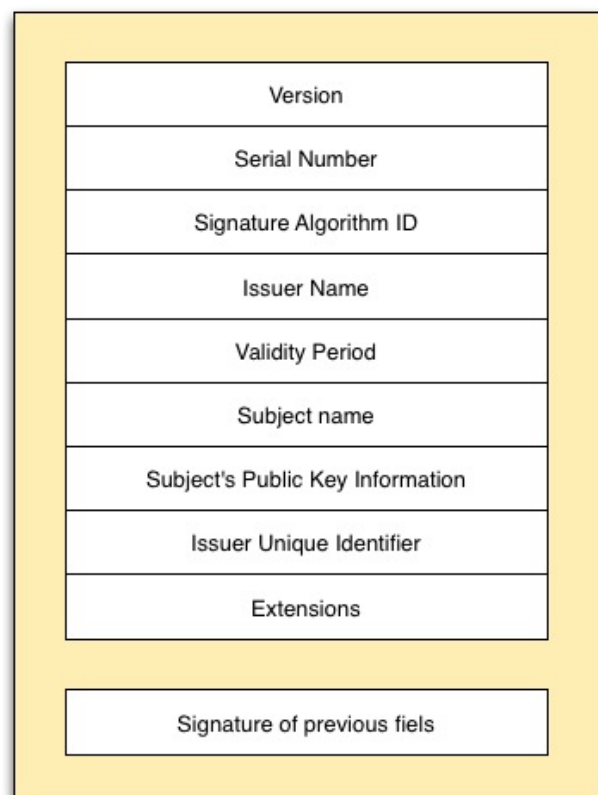 Version
Serial Number
Signature Algorithm ID
Issuer Name
Validity Period
Subject name
Subject's Public Key Information
Issuer Unique Identifier
Extensions
Signature of previous fiels